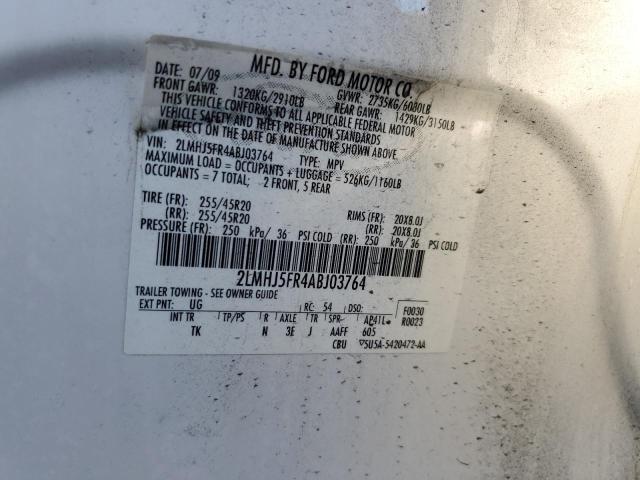 MFD. BY FORD MOTOR CO.
DATE: 07/09 GVWR: 2735KG/6030LB
FRONT GAWR: 1320KG/2910LB REAR GAWR: 1429KG/3150LB
THIS VEHICLE CONFORMS TO ALL APPLICABLE FEDERAL MOTOR
VEHICLE SAFETY AND THEFT PREVENTION STANDARDS
IN EFFECT ON THE DATE OF MANUFACTURE SHOWN ABOVE.
VIN: 2LMHJ5FR4ABJ03764 TYPE: MPV
MAXIMUM LOAD = OCCUPANTS + LUGGAGE = 526KG/1160LB
OCCUPANTS = 7 TOTAL; 2 FRONT, 5 REAR
TIRE (FR): 255/45R20 RIMS (FR): 20X8.0J
(RR): 255/45R20 (RR): 20X8.0J
PRESSURE (FR): 250 kPa/ 36 PSI COLD (RR): 250 kPa/ 36 PSI COLD
2LMHJ5FR4ABJ03764
TRAILER TOWING - SEE OWNER GUIDE
EXT PNT: UG RC: 54 DSO: F0030
INT TR TP/PS R AXLE TR SPR AP41L R0023
TK N 3E J AAFF 605
CBU ▽5U5A-5420472-AA